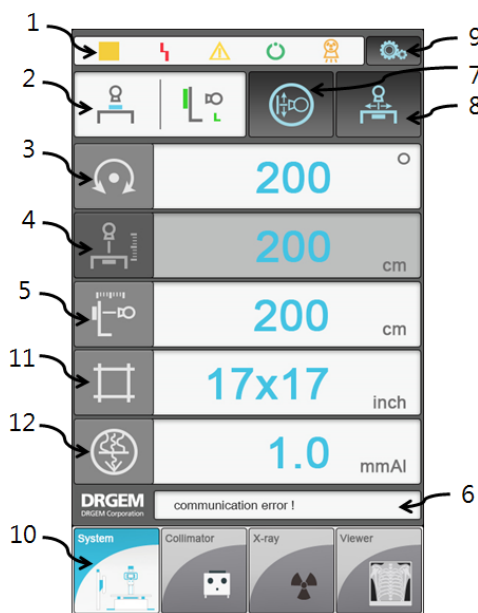 1
9
2
7
8
L
3
200
O
4
200
cm
5
200
cm
11
17x17
inch
12
1.0
mmAl
DRGEM
DRGEM Corporation
communication error !
6
10
System
Collimator
X-ray
Viewer